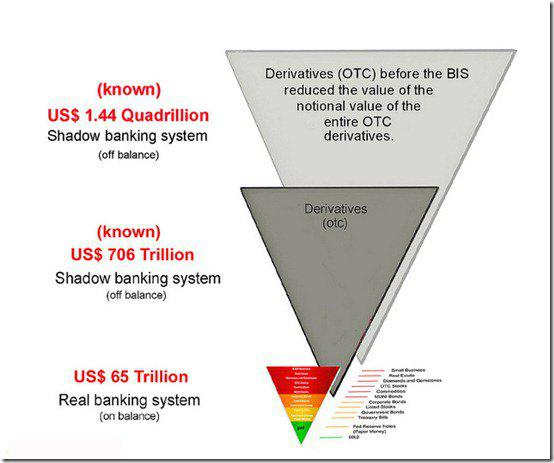 (known)
US$ 1.44 Quadrillion
Shadow banking system
(off balance)
Derivatives (OTC) before the BIS
reduced the value of the
notional value of the
entire OTC
derivatives.
(known)
US$ 706 Trillion
Shadow banking system
(off balance)
Derivatives
(otc)
US$ 65 Trillion
Real banking system
(on balance)
Small Business
Real Estate
Diamonds and Gemstones
OTC Stocks
Commodities
MUNI Bonds
Corporate Bonds
Listed Stocks
Government Bonds
Treasury Bills
Fed Reserve Notes
(Paper Money)
GOLD
gold